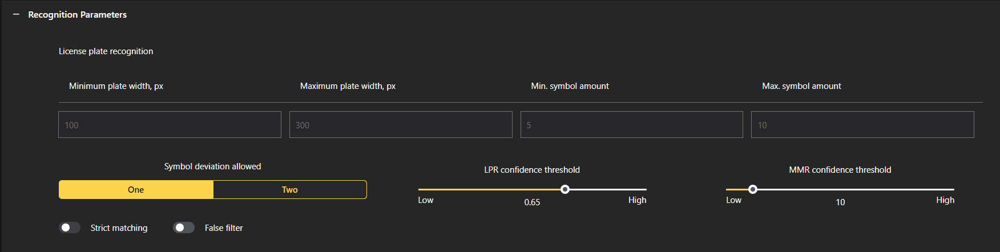 Recognition Parameters
License plate recognition
Minimum plate width, px
Maximum plate width, px
Min. symbol amount
Max. symbol amount
100
300
5
10
Symbol deviation allowed
LPR confidence threshold
MMR confidence threshold
One
Two
Low
0.65
High
Low
10
High
Strict matching
False filter